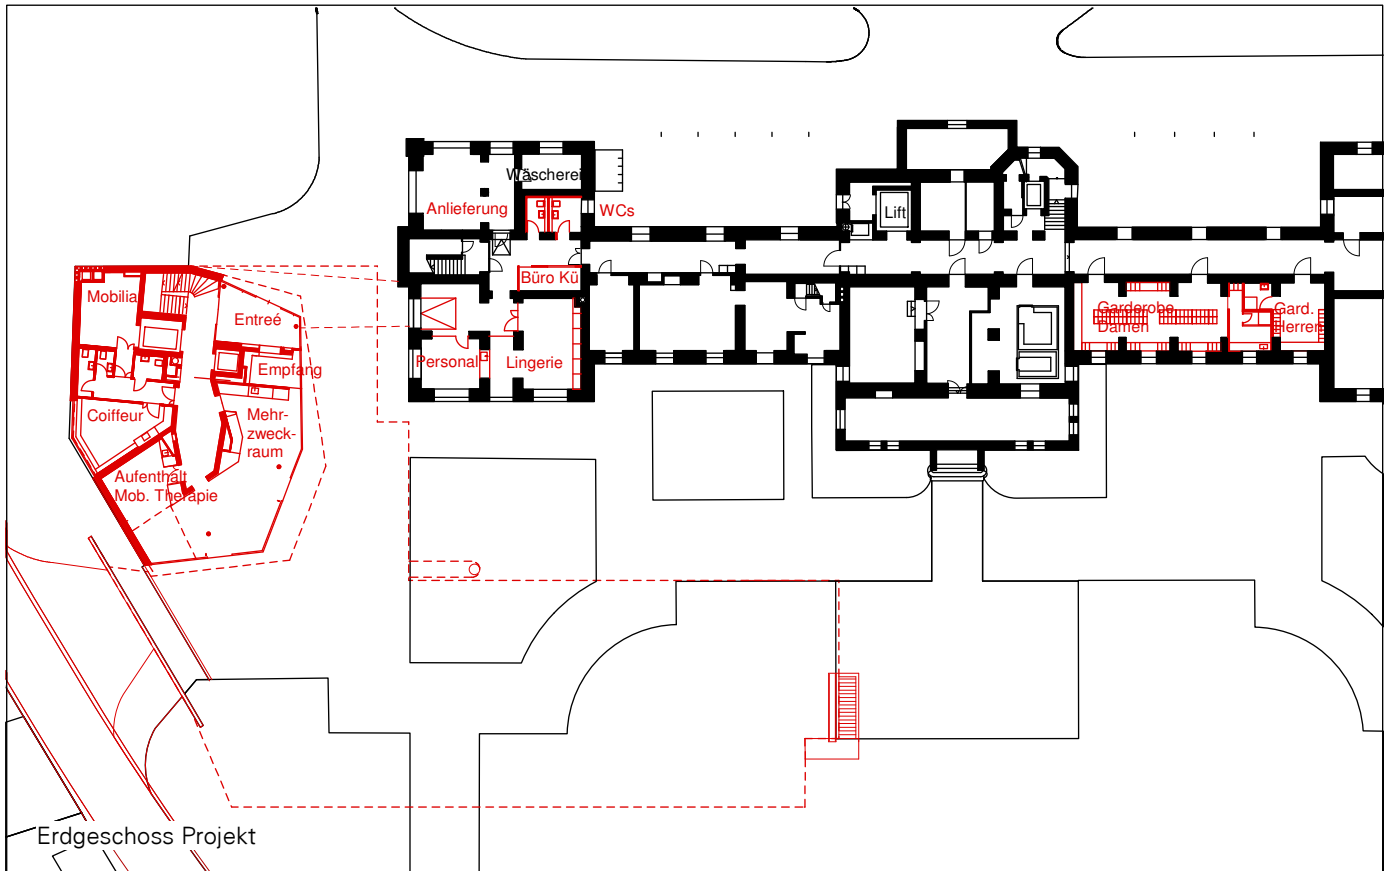 Wäscherei
Anlieferung
WCs
Lift
Büro Kü
Mobilia
Entreé
Empfang
Personal
Lingerie
Garderobe
Damen
Gard.
Herren
Coiffeur
Mehr-
zweck-
raum
Aufenthalt
Mob. Therapie
Erdgeschoss Projekt